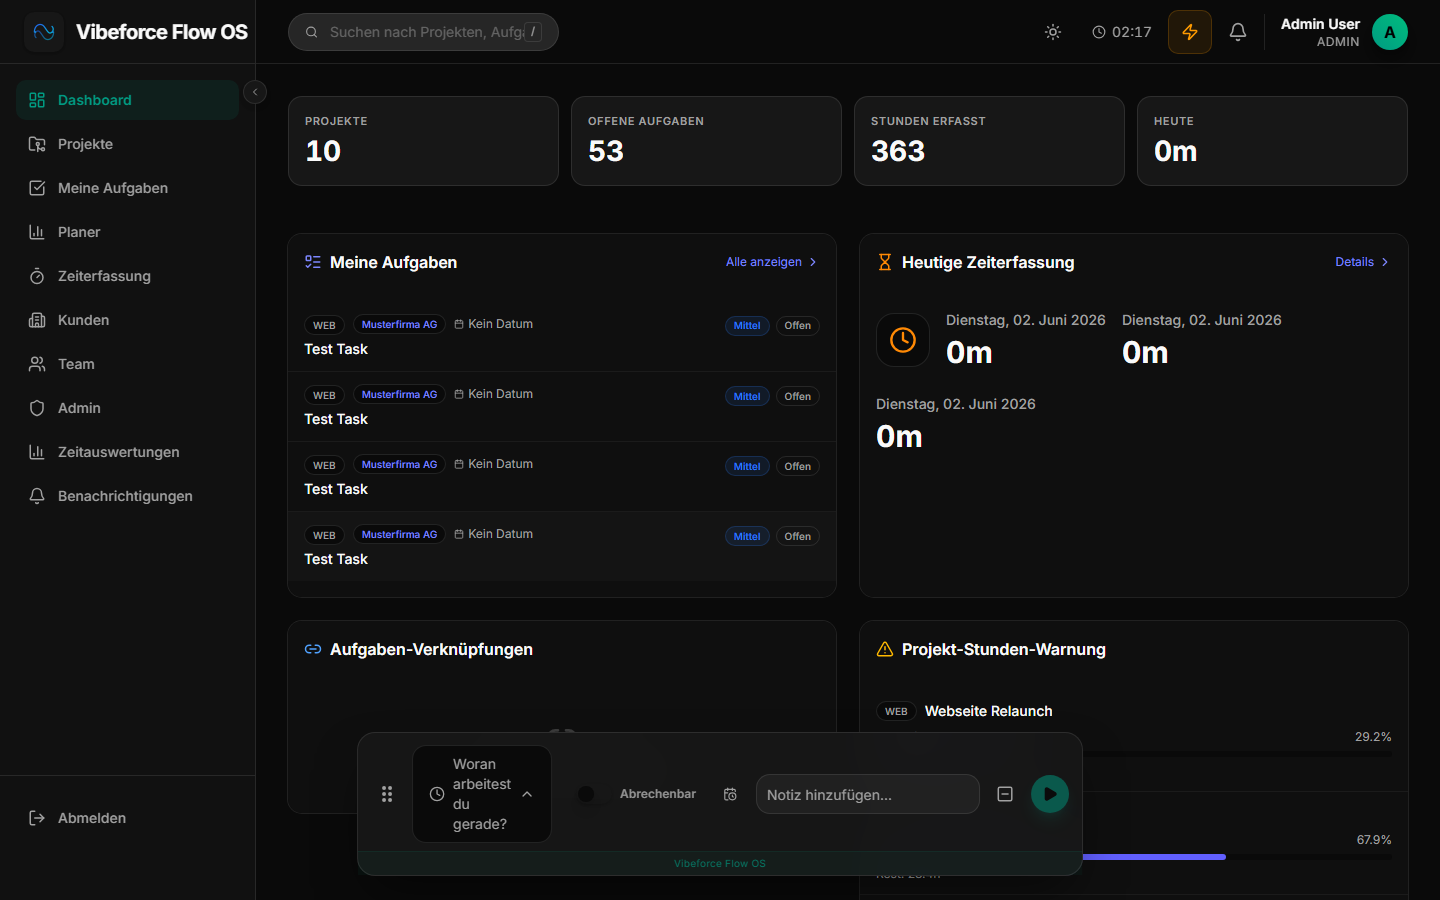 Vibeforce Flow OS
Suchen nach Projekten, Aufga
/
02:17
Admin User
ADMIN
A
Dashboard
Projekte
Meine Aufgaben
Planer
Zeiterfassung
Kunden
Team
Admin
Zeitauswertungen
Benachrichtigungen
Abmelden
PROJEKTE
10
OFFENE AUFGABEN
53
STUNDEN ERFASST
363
HEUTE
0m
Meine Aufgaben
Alle anzeigen
WEB Musterfirma AG Kein Datum Mittel Offen
Test Task
WEB Musterfirma AG Kein Datum Mittel Offen
Test Task
WEB Musterfirma AG Kein Datum Mittel Offen
Test Task
WEB Musterfirma AG Kein Datum Mittel Offen
Test Task
Heutige Zeiterfassung
Details
Dienstag, 02. Juni 2026
0m
Dienstag, 02. Juni 2026
0m
Dienstag, 02. Juni 2026
0m
Aufgaben-Verknüpfungen
Projekt-Stunden-Warnung
WEB Webseite Relaunch
29.2%
67.9%
Woran
arbeitest
du
gerade?
Abrechenbar
Notiz hinzufügen...
Vibeforce Flow OS